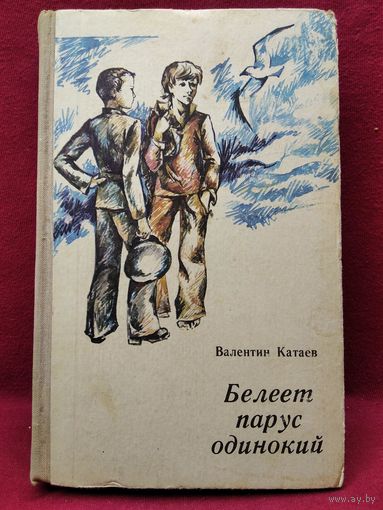 Валентин Катаев
Белеет
парус
одинокий
www.ay.by